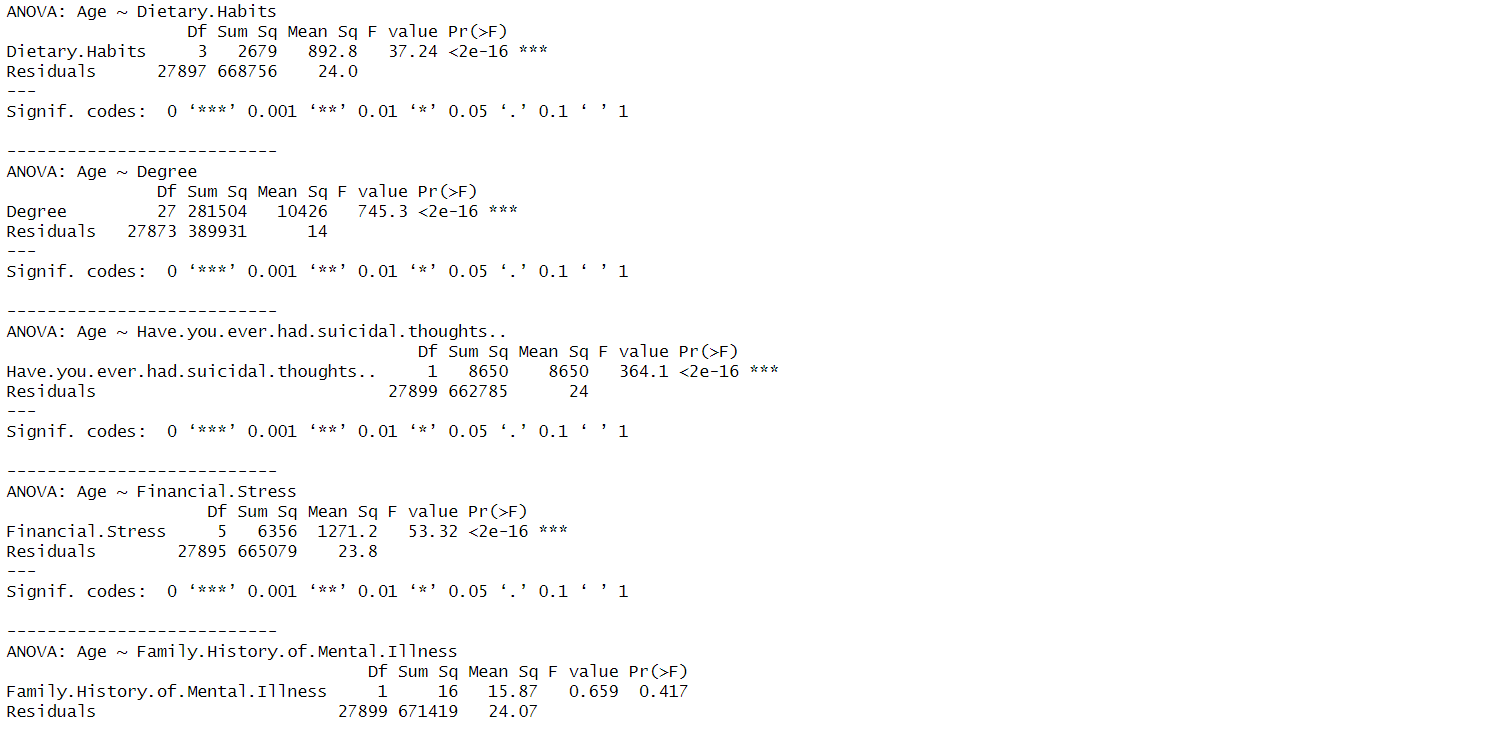 ANOVA: Age ~ Dietary.Habits
                  Df Sum Sq Mean Sq F value Pr(>F)
Dietary.Habits     3   2679   892.8   37.24 <2e-16 ***
Residuals      27897 668756    24.0
---
Signif. codes:  0 ‘***’ 0.001 ‘**’ 0.01 ‘*’ 0.05 ‘.’ 0.1 ‘ ’ 1

---------------------------
ANOVA: Age ~ Degree
               Df Sum Sq Mean Sq F value Pr(>F)
Degree         27 281504   10426   745.3 <2e-16 ***
Residuals   27873 389931      14
---
Signif. codes:  0 ‘***’ 0.001 ‘**’ 0.01 ‘*’ 0.05 ‘.’ 0.1 ‘ ’ 1

---------------------------
ANOVA: Age ~ Have.you.ever.had.suicidal.thoughts..
                                         Df Sum Sq Mean Sq F value Pr(>F)
Have.you.ever.had.suicidal.thoughts..     1   8650    8650   364.1 <2e-16 ***
Residuals                             27899 662785      24
---
Signif. codes:  0 ‘***’ 0.001 ‘**’ 0.01 ‘*’ 0.05 ‘.’ 0.1 ‘ ’ 1

---------------------------
ANOVA: Age ~ Financial.Stress
                    Df Sum Sq Mean Sq F value Pr(>F)
Financial.Stress     5   6356  1271.2   53.32 <2e-16 ***
Residuals        27895 665079    23.8
---
Signif. codes:  0 ‘***’ 0.001 ‘**’ 0.01 ‘*’ 0.05 ‘.’ 0.1 ‘ ’ 1

---------------------------
ANOVA: Age ~ Family.History.of.Mental.Illness
                                    Df Sum Sq Mean Sq F value Pr(>F)
Family.History.of.Mental.Illness     1     16   15.87   0.659  0.417
Residuals                        27899 671419   24.07